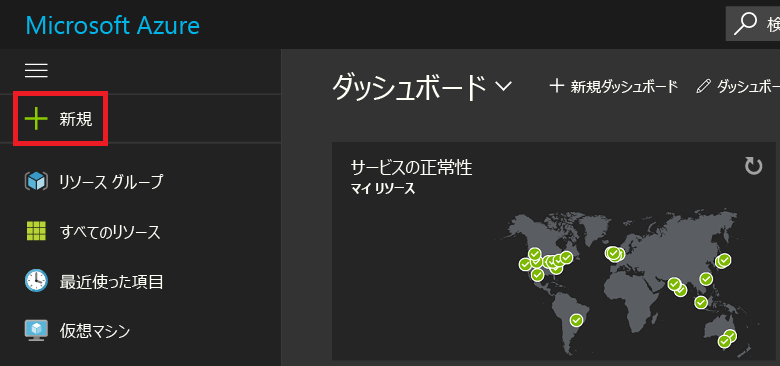 Microsoft Azure
検
ダッシュボード
+ 新規ダッシュボード
ダッシュボー
+ 新規
サービスの正常性
マイ リソース
リソース グループ
すべてのリソース
最近使った項目
仮想マシン